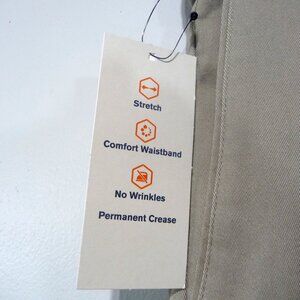 Stretch
Comfort Waistband
No Wrinkles
Permanent Crease